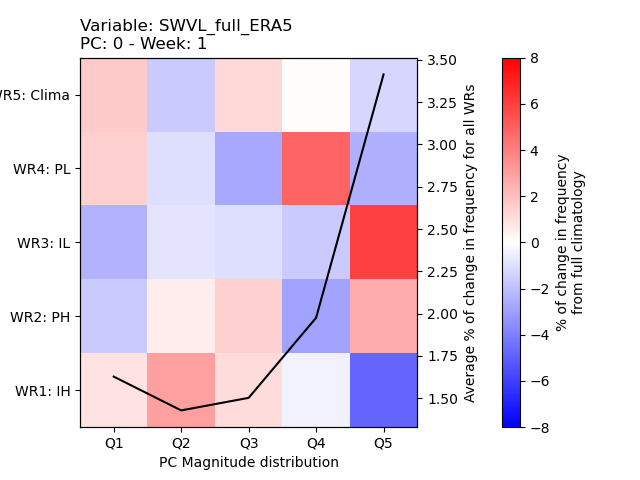 Variable: SWVL_full_ERA5
PC: 0 - Week: 1
WR5: Clima
WR4: PL
WR3: IL
WR2: PH
WR1: IH
Q1 Q2 Q3 Q4 Q5
PC Magnitude distribution
3.50
3.25
3.00
2.75
2.50
2.25
2.00
1.75
1.50
Average % of change in frequency for all WRs
8
6
4
2
0
−2
−4
−6
−8
% of change in frequency
from full climatology